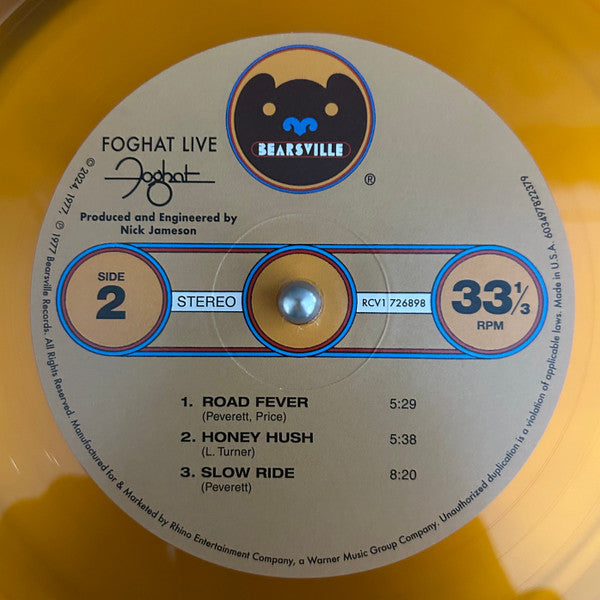 BEARSVILLE
®
FOGHAT LIVE
Foghat
Produced and Engineered by
Nick Jameson
SIDE
2
STEREO
RCV1 726898
33 1/3
RPM
1. ROAD FEVER 5:29
(Peverett, Price)
2. HONEY HUSH 5:38
(L. Turner)
3. SLOW RIDE 8:20
(Peverett)
© 2024, 1977, ℗ 1977 Bearsville Records. All Rights Reserved. Manufactured for & Marketed by Rhino Entertainment Company, a Warner Music Group Company. Unauthorized duplication is a violation of applicable laws. Made in U.S.A. 603497822379